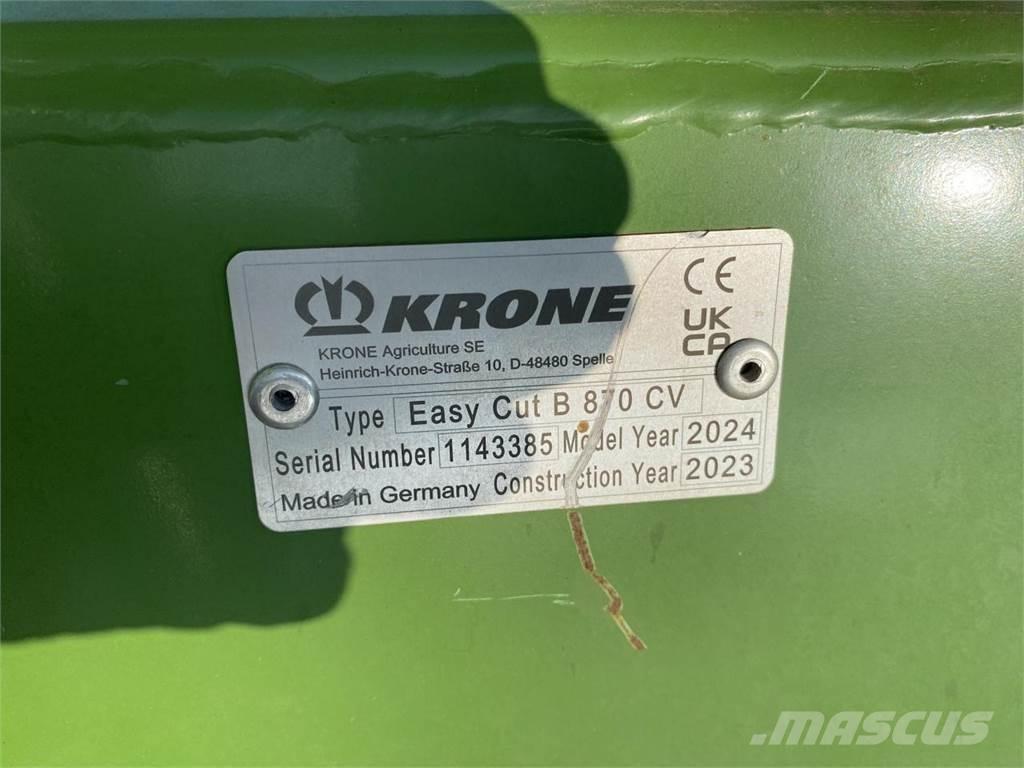 KRONE
CE
UK
CA
KRONE Agriculture SE
Heinrich-Krone-Straße 10, D-48480 Spelle
Type Easy Cut B 870 CV
Serial Number 1143385 Model Year 2024
Made in Germany Construction Year 2023
MASCUS